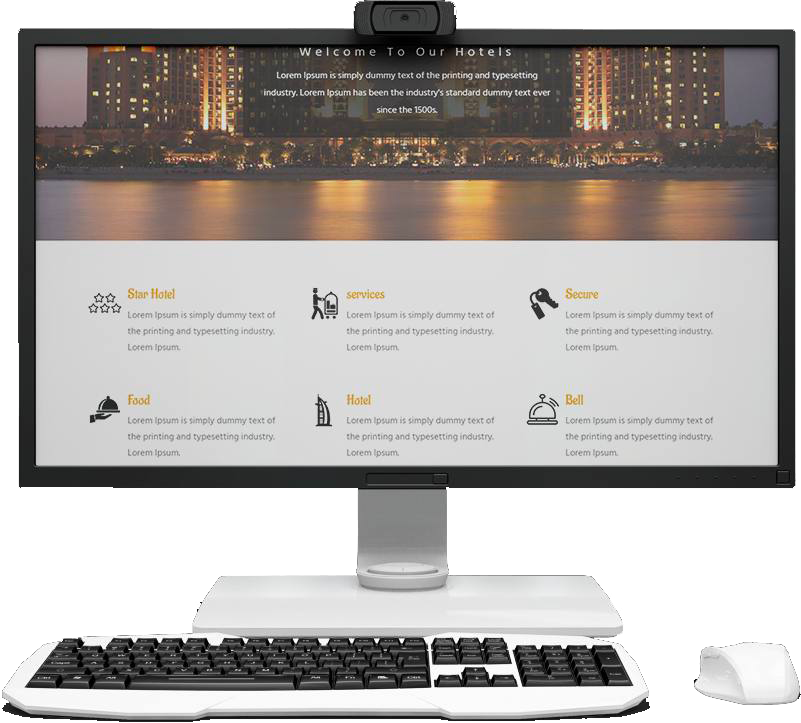 Welcome To Our Hotels
Lorem Ipsum is simply dummy text of the printing and typesetting
industry. Lorem Ipsum has been the industry's standard dummy text ever
since the 1500s.
Star Hotel
Lorem Ipsum is simply dummy text of
the printing and typesetting industry.
Lorem Ipsum.
services
Lorem Ipsum is simply dummy text of
the printing and typesetting industry.
Lorem Ipsum.
Secure
Lorem Ipsum is simply dummy text of
the printing and typesetting industry.
Lorem Ipsum.
Food
Lorem Ipsum is simply dummy text of
the printing and typesetting industry.
Lorem Ipsum.
Hotel
Lorem Ipsum is simply dummy text of
the printing and typesetting industry.
Lorem Ipsum.
Bell
Lorem Ipsum is simply dummy text of
the printing and typesetting industry.
Lorem Ipsum.